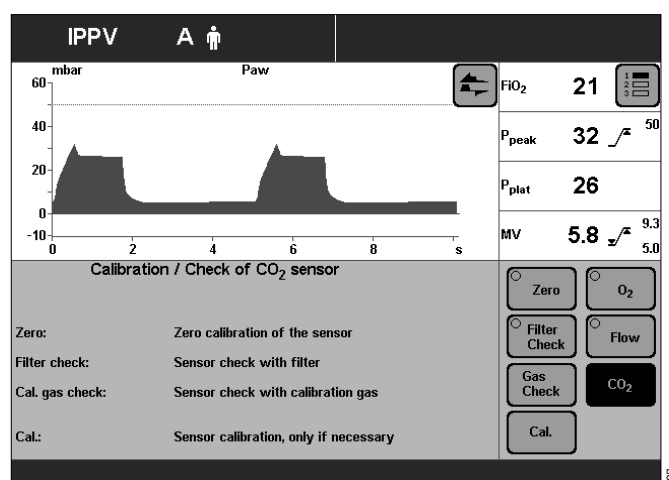 IPPV A
mbar Paw
60
40
20
0
-10
0 2 4 6 8 s
FiO2 21
1
2
3
Ppeak 32 50
Pplat 26
MV 5.8 9.3
5.0
Calibration / Check of CO2 sensor
Zero: Zero calibration of the sensor
Filter check: Sensor check with filter
Cal. gas check: Sensor check with calibration gas
Cal.: Sensor calibration, only if necessary
Zero O2
Filter Check Flow
Gas Check CO2
Cal.